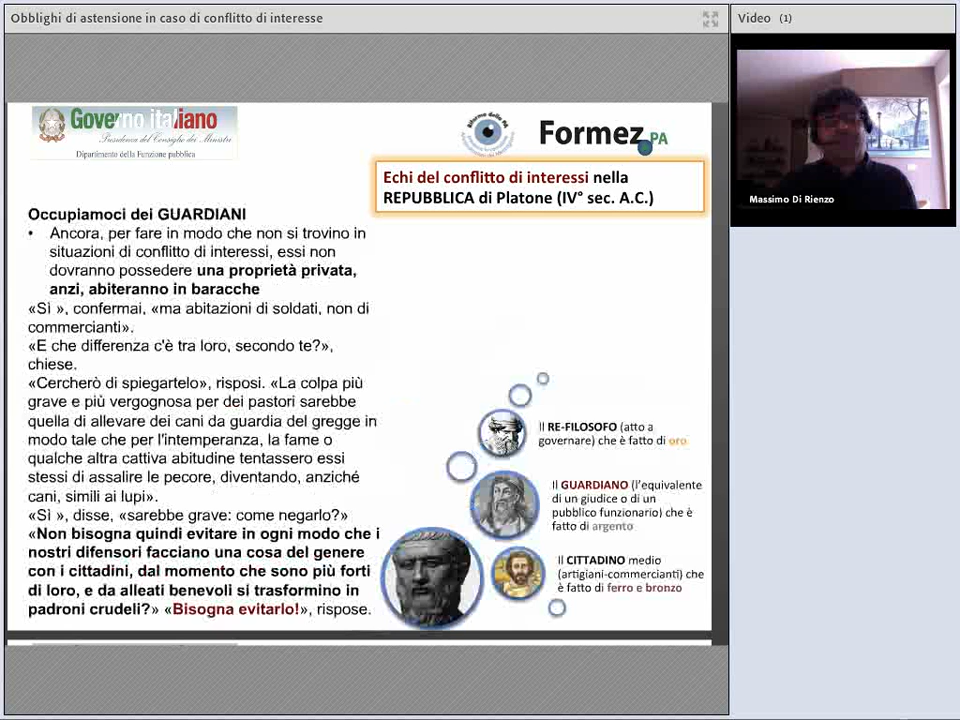 Obblighi di astensione in caso di conflitto di interesse
Video (1)
Massimo Di Rienzo
Governo italiano
Presidenza del Consiglio dei Ministri
Dipartimento della Funzione pubblica
Formez PA
Echi del conflitto di interessi nella
REPUBBLICA di Platone (IV° sec. A.C.)
Occupiamoci dei GUARDIANI
• Ancora, per fare in modo che non si trovino in
situazioni di conflitto di interessi, essi non
dovranno possedere una proprietà privata,
anzi, abiteranno in baracche
«Sì », confermai, «ma abitazioni di soldati, non di
commercianti».
«E che differenza c'è tra loro, secondo te?»,
chiese.
«Cercherò di spiegartelo», risposi. «La colpa più
grave e più vergognosa per dei pastori sarebbe
quella di allevare dei cani da guardia del gregge in
modo tale che per l'intemperanza, la fame o
qualche altra cattiva abitudine tentassero essi
stessi di assalire le pecore, diventando, anziché
cani, simili ai lupi».
«Sì », disse, «sarebbe grave: come negarlo?»
«Non bisogna quindi evitare in ogni modo che i
nostri difensori facciano una cosa del genere
con i cittadini, dal momento che sono più forti
di loro, e da alleati benevoli si trasformino in
padroni crudeli?» «Bisogna evitarlo!», rispose.
Il RE-FILOSOFO (atto a
governare) che è fatto di oro
Il GUARDIANO (l'equivalente
di un giudice o di un
pubblico funzionario) che è
fatto di argento
Il CITTADINO medio
(artigiani-commercianti) che
è fatto di ferro e bronzo